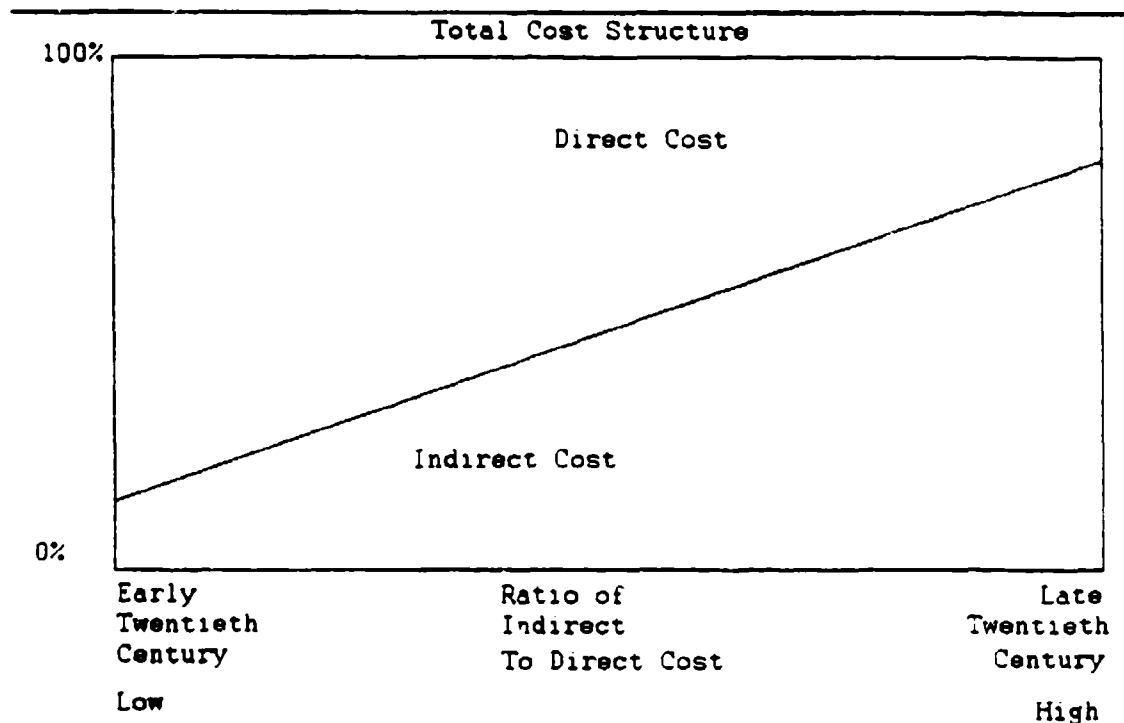 Total Cost Structure
100%
Direct Cost
Indirect Cost
0%
Early
Twentieth
Century
Ratio of
Indirect
To Direct Cost
Late
Twentieth
Century
Low
High